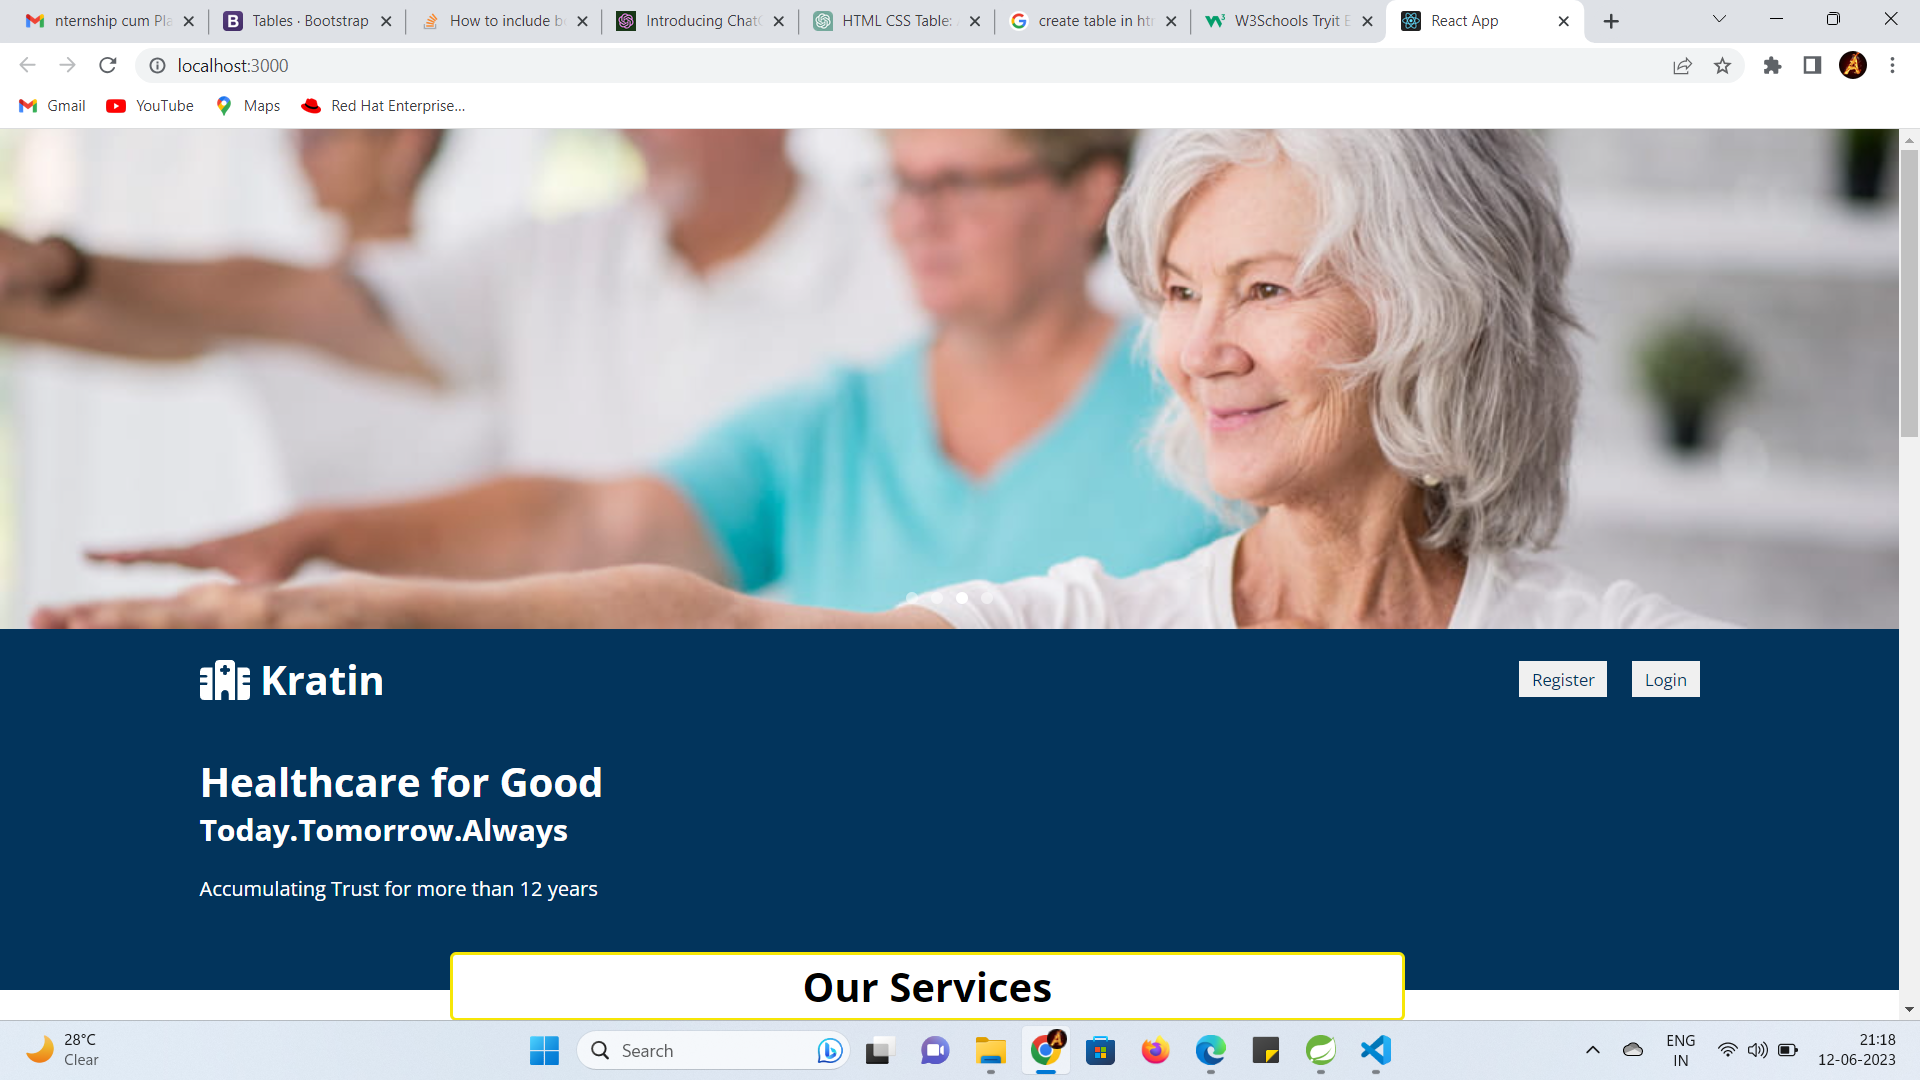 nternship cum Pla
Tables · Bootstrap
How to include b
Introducing Chat
HTML CSS Table:
create table in ht
W3Schools Tryit E
React App
localhost:3000
Gmail
YouTube
Maps
Red Hat Enterprise...
Kratin
Register
Login
Healthcare for Good
Today.Tomorrow.Always
Accumulating Trust for more than 12 years
Our Services
28°C
Clear
Search
ENG
IN
21:18
12-06-2023